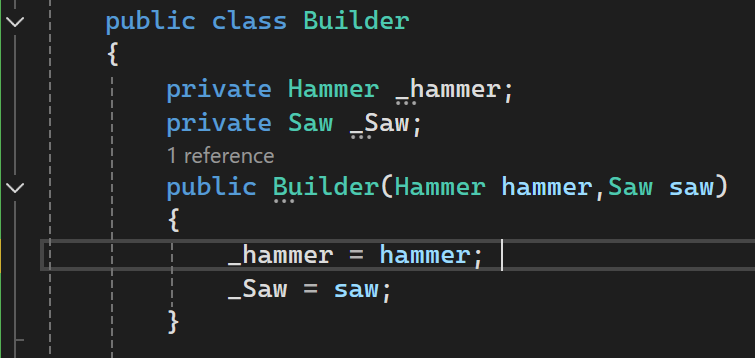 public class Builder
{
private Hammer _hammer;
private Saw _Saw;
1 reference
public Builder(Hammer hammer,Saw saw)
{
_hammer = hammer;
_Saw = saw;
}